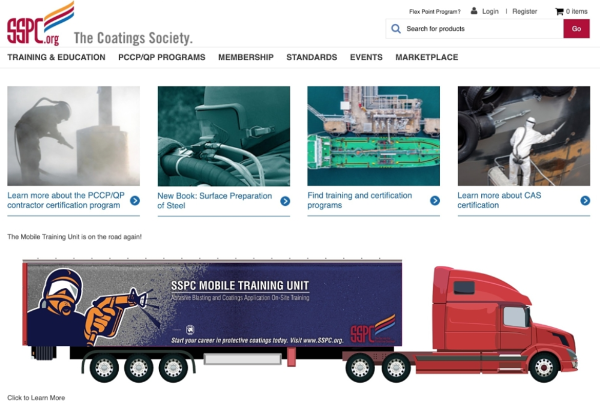 SSPC.org
The Coatings Society.
Flex Point Program?
Login | Register
0 items
Search for products
Go
TRAINING & EDUCATION PCCP/QP PROGRAMS MEMBERSHIP STANDARDS EVENTS MARKETPLACE
Learn more about the PCCP/QP
contractor certification program
New Book: Surface Preparation
of Steel
Find training and certification
programs
Learn more about CAS
certification
The Mobile Training Unit is on the road again!
SSPC MOBILE TRAINING UNIT
Abrasive Blasting and Coatings Application On-Site Training
Start your career in protective coatings today. Visit www.SSPC.org.
SSPC
Click to Learn More